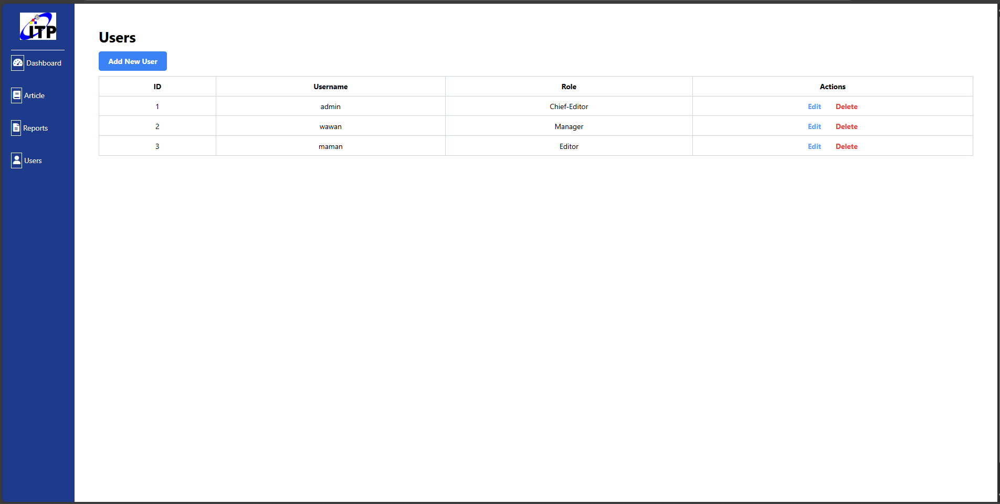 ITP
Dashboard
Article
Reports
Users
Users
Add New User
ID Username Role Actions
1 admin Chief-Editor Edit Delete
2 wawan Manager Edit Delete
3 maman Editor Edit Delete